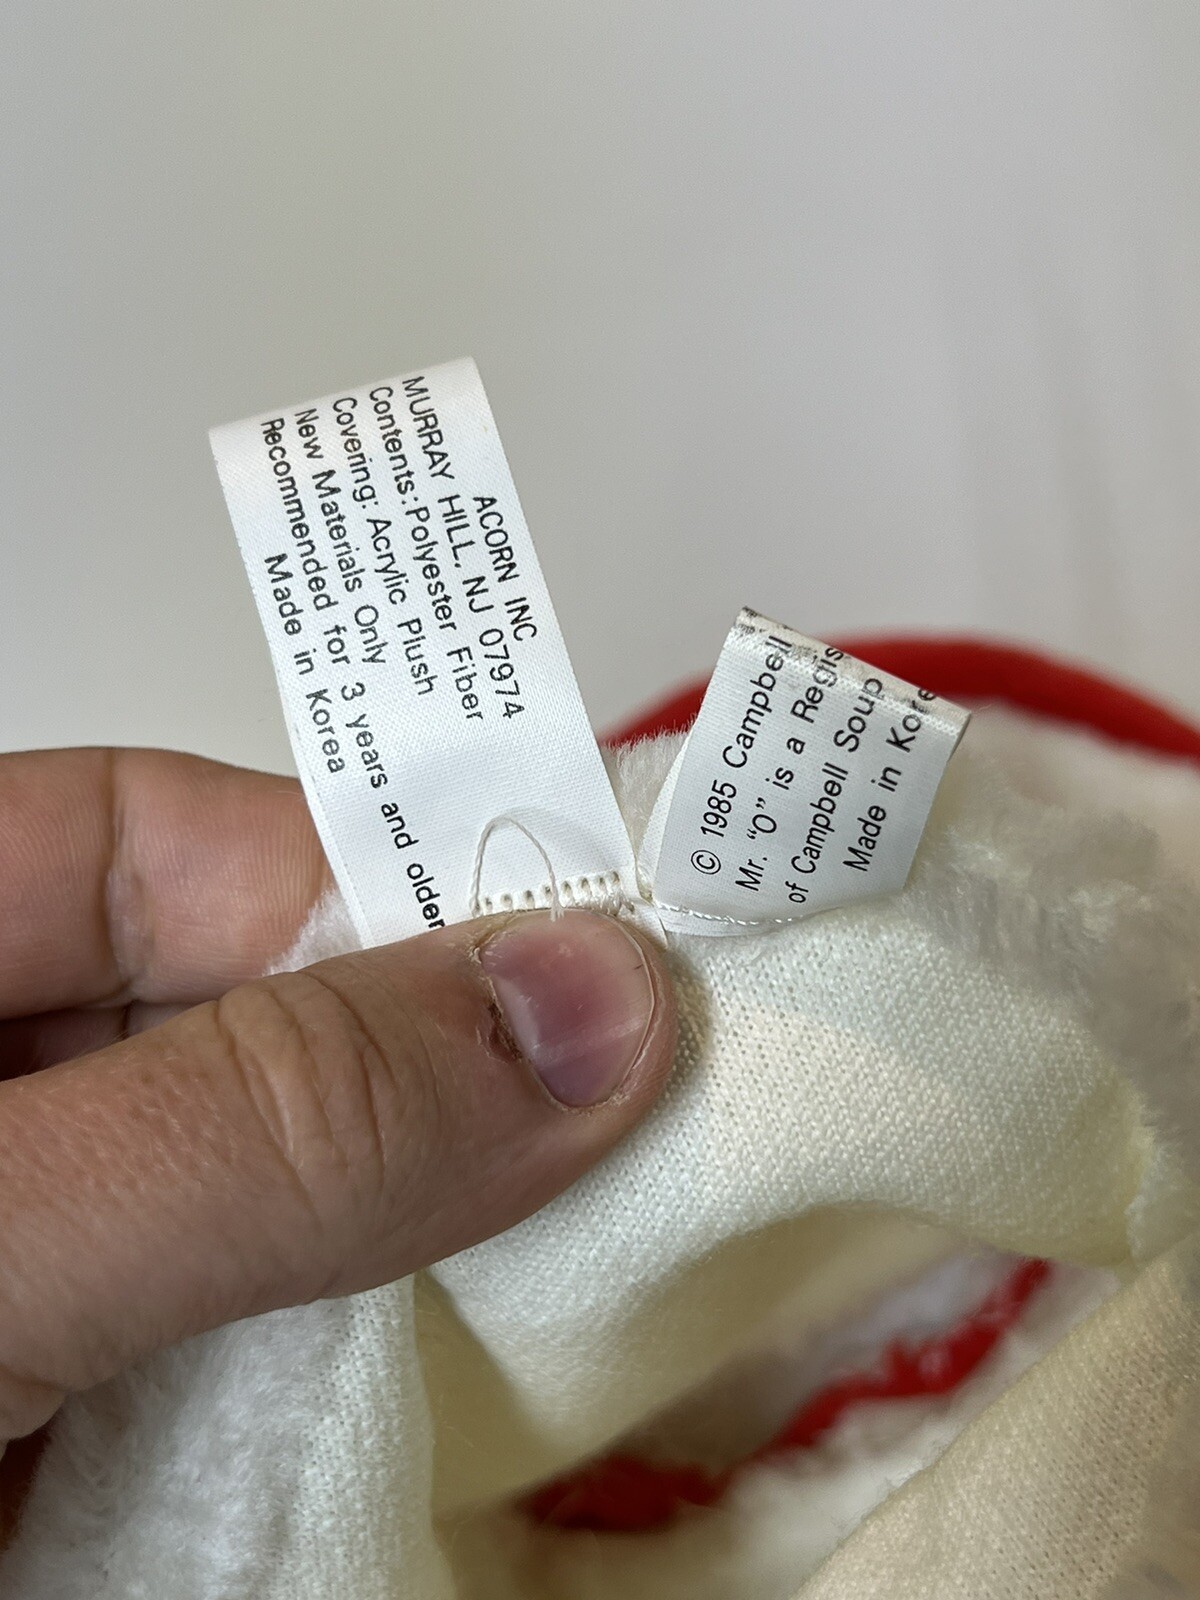 ACORN INC
MURRAY HILL, NJ 07974
Contents: Polyester Fiber
Covering: Acrylic Plush
New Materials Only
Recommended for 3 years and older
Made in Korea
© 1985 Campbell
Mr. “O” is a Regis
of Campbell Soup
Made in Kore